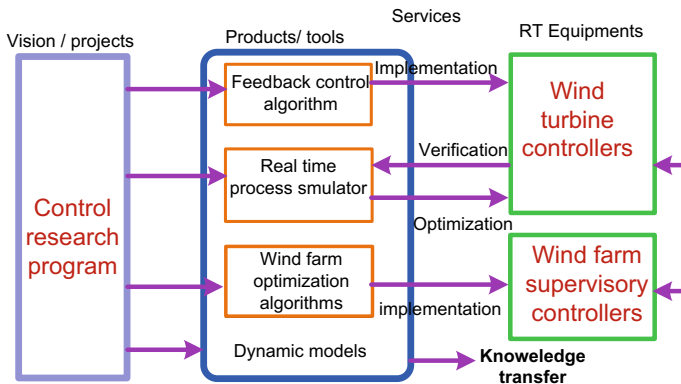 Services
Vision / projects
Products/ tools
RT Equipments
Control
research
program
Feedback control
algorithm
Real time
process smulator
Wind farm
optimization
algorithms
Dynamic models
Implementation
Verification
Optimization
implementation
Knoweledge
transfer
Wind
turbine
controllers
Wind farm
supervisory
controllers